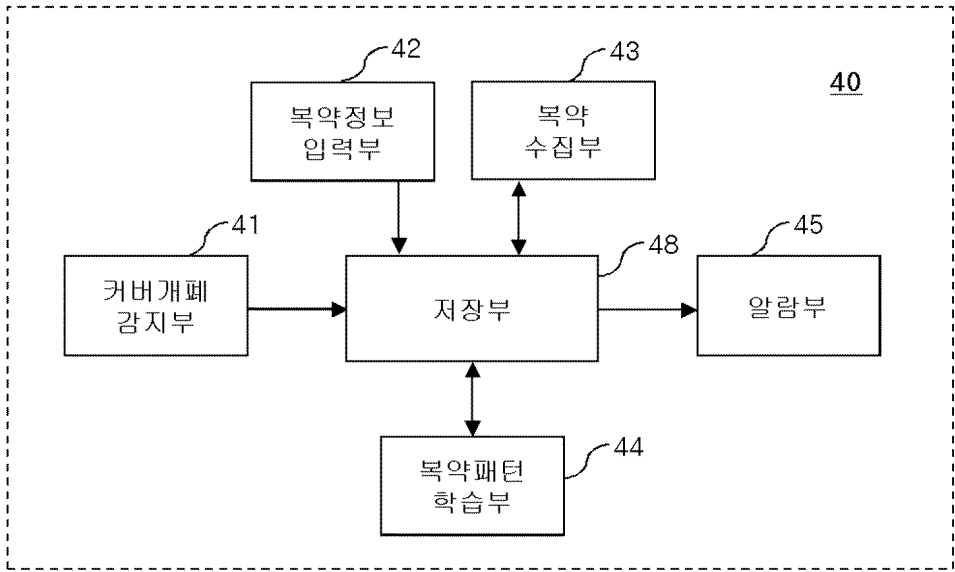 42
43
40
복약정보
입력부
복약
수집부
41
48
45
커버개폐
감지부
저장부
알람부
44
복약패턴
학습부